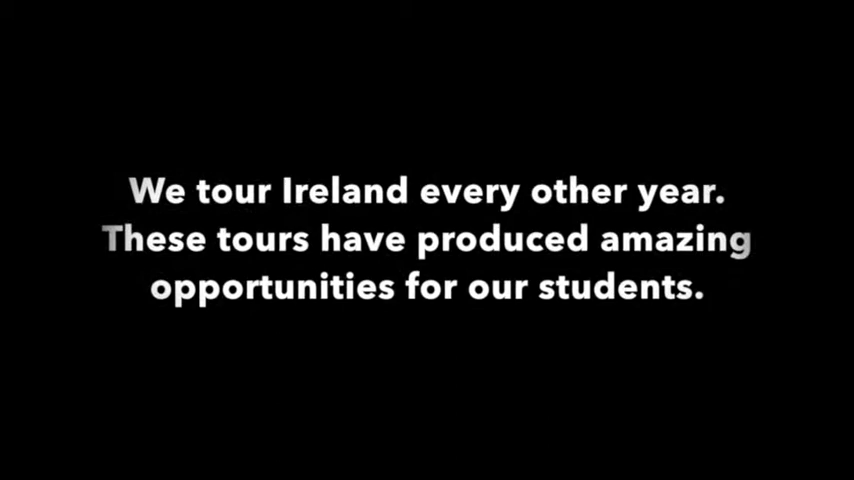 We tour Ireland every other year.
These tours have produced amazing
opportunities for our students.